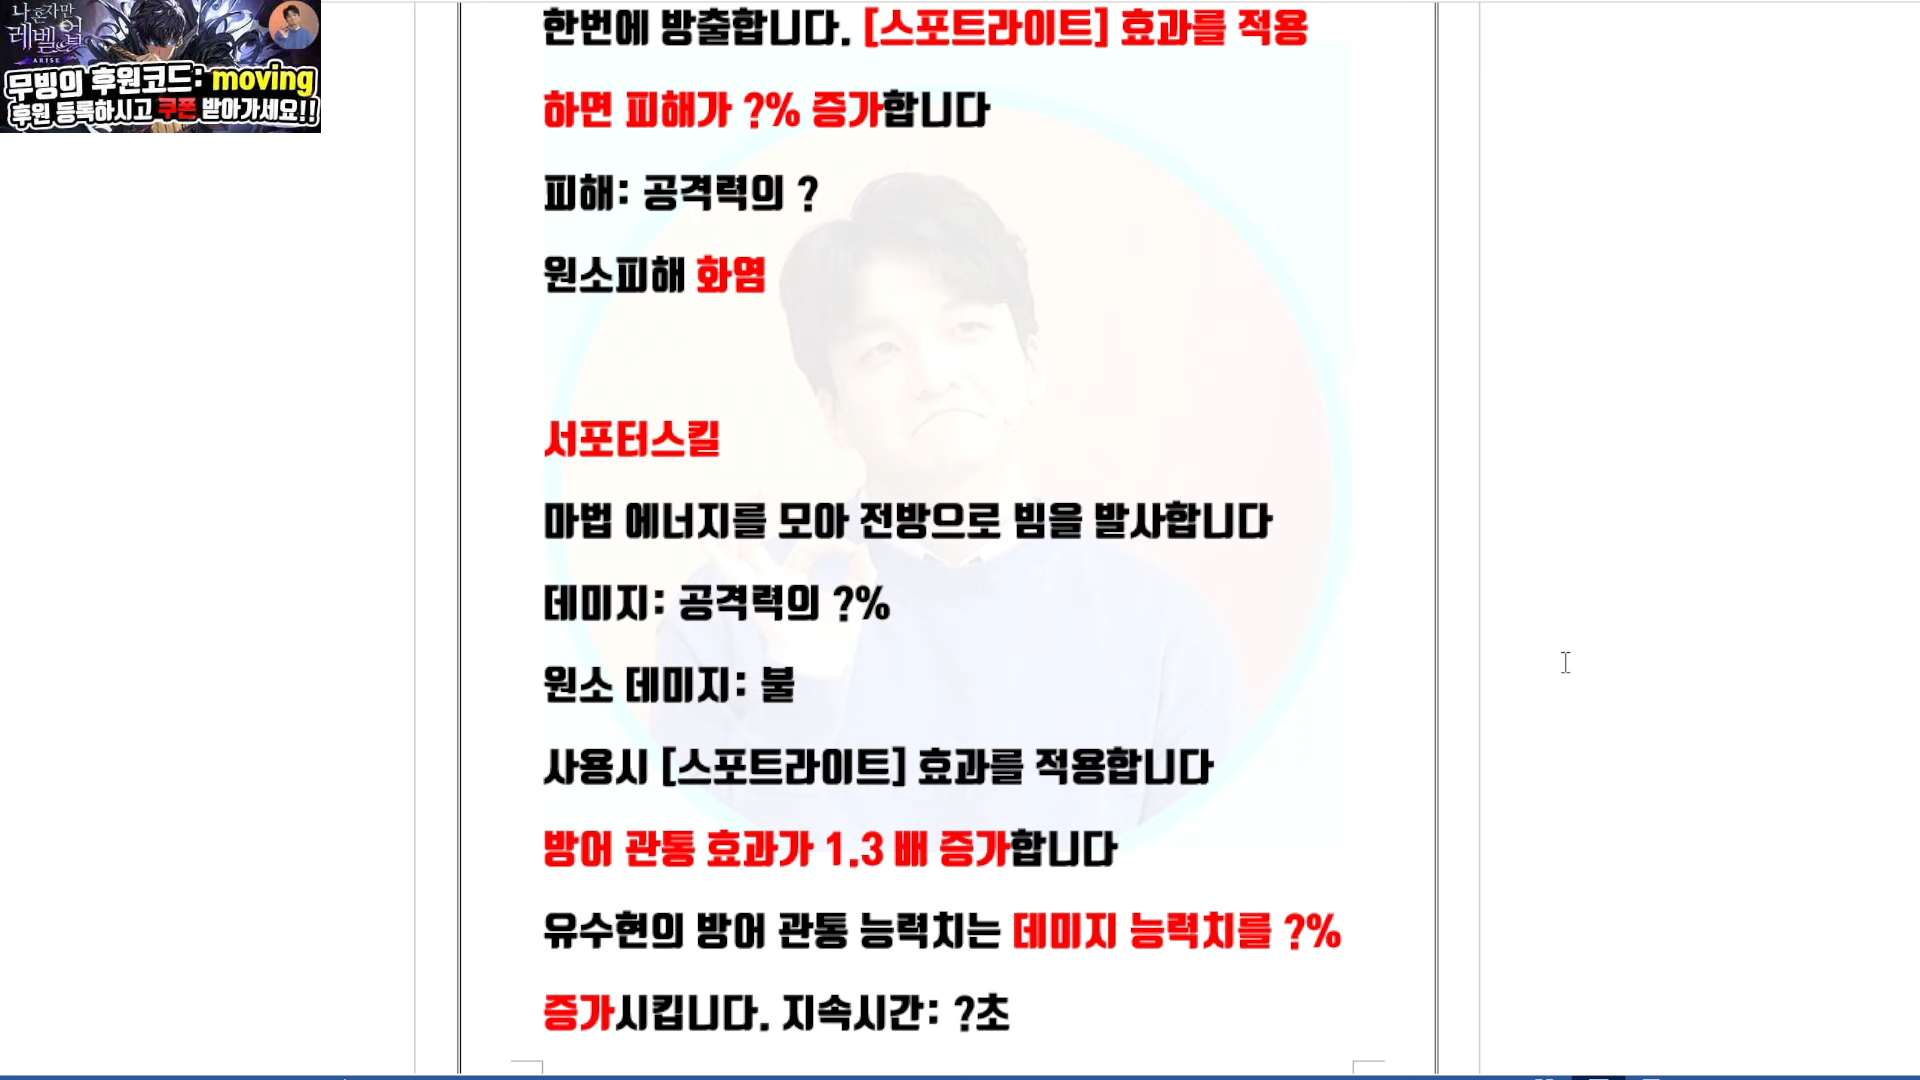 나 혼자만
레벨업
ARISE
무빙의 후원코드: moving
후원 등록하시고 쿠폰 받아가세요!!
한번에 방출합니다. [스포트라이트] 효과를 적용
하면 피해가 ?% 증가합니다
피해: 공격력의 ?
원소피해 화염
서포터스킬
마법 에너지를 모아 전방으로 빔을 발사합니다
데미지: 공격력의 ?%
원소 데미지: 불
사용시 [스포트라이트] 효과를 적용합니다
방어 관통 효과가 1.3 배 증가합니다
유수현의 방어 관통 능력치는 데미지 능력치를 ?%
증가시킵니다. 지속시간: ?초